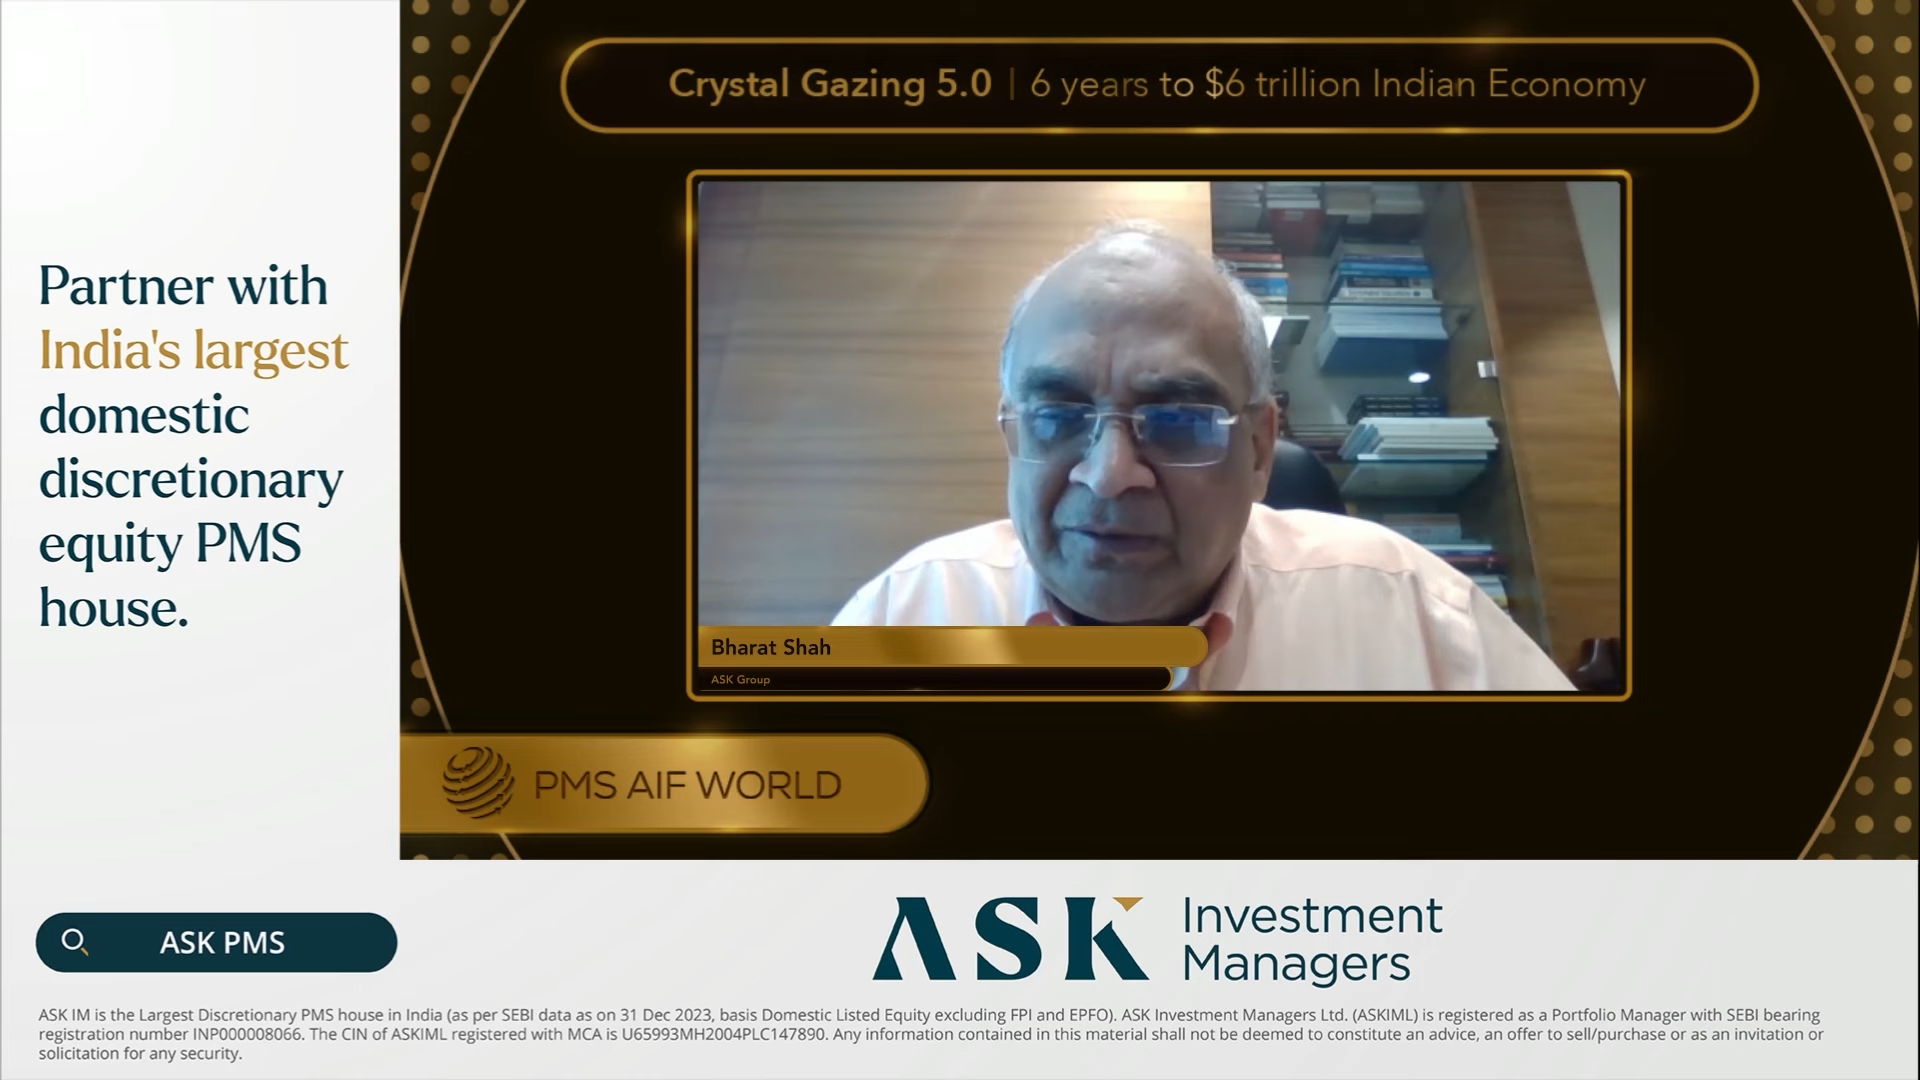 Crystal Gazing 5.0 | 6 years to $6 trillion Indian Economy
Partner with
India's largest
domestic
discretionary
equity PMS
house.
Bharat Shah
ASK Group
PMS AIF WORLD
ASK PMS
ASK Investment
Managers
ASK IM is the Largest Discretionary PMS house in India (as per SEBI data as on 31 Dec 2023, basis Domestic Listed Equity excluding FPI and EPFO). ASK Investment Managers Ltd. (ASKIML) is registered as a Portfolio Manager with SEBI bearing
registration number INP000008066. The CIN of ASKIML registered with MCA is U65993MH2004PLC147890. Any information contained in this material shall not be deemed to constitute an advice, an offer to sell/purchase or as an invitation or
solicitation for any security.